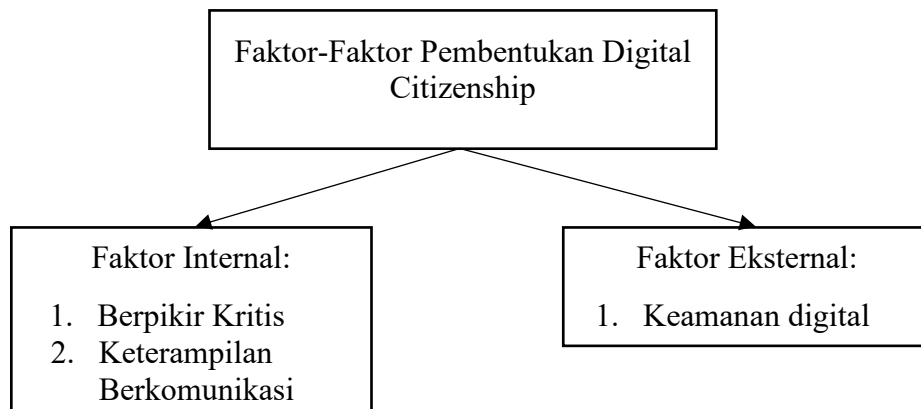 Faktor-Faktor Pembentukan Digital
Citizenship
Faktor Internal:
1. Berpikir Kritis
2. Keterampilan
Berkomunikasi
Faktor Eksternal:
1. Keamanan digital